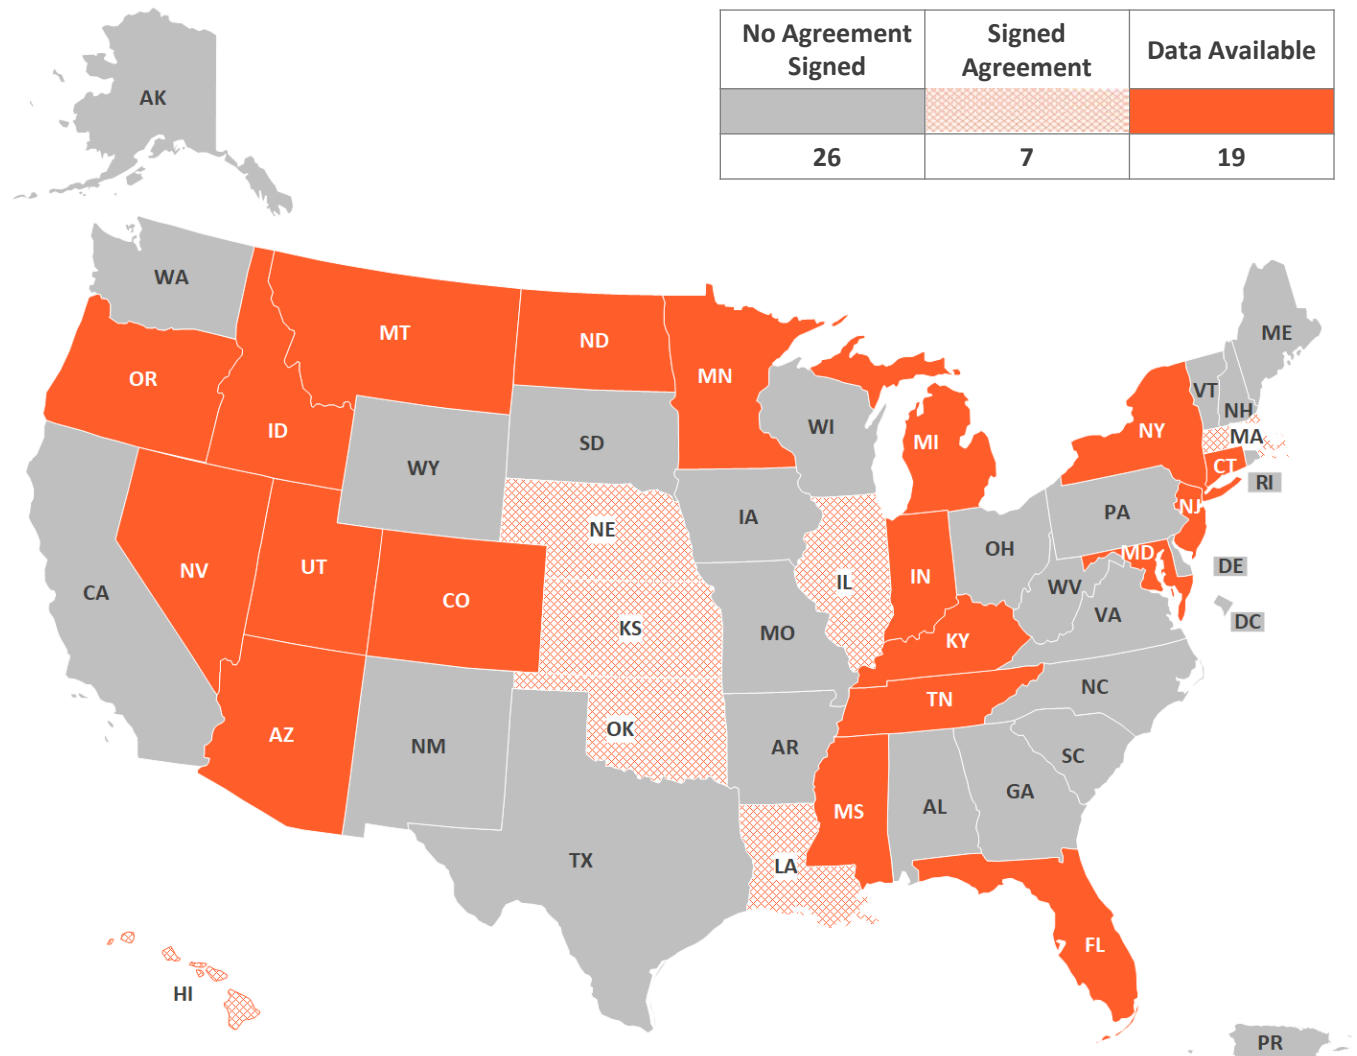 No Agreement Signed
Signed Agreement
Data Available
26
7
19
AK
WA
MT
ND
MN
OR
ID
WY
SD
WI
MI
ME
VT
NH
NY
MA
CT
RI
NE
IA
PA
NJ
OH
IN
IL
MD
DE
CA
NV
UT
CO
KS
MO
WV
VA
DC
KY
AZ
NM
OK
AR
TN
NC
SC
MS
AL
GA
TX
LA
FL
HI
PR